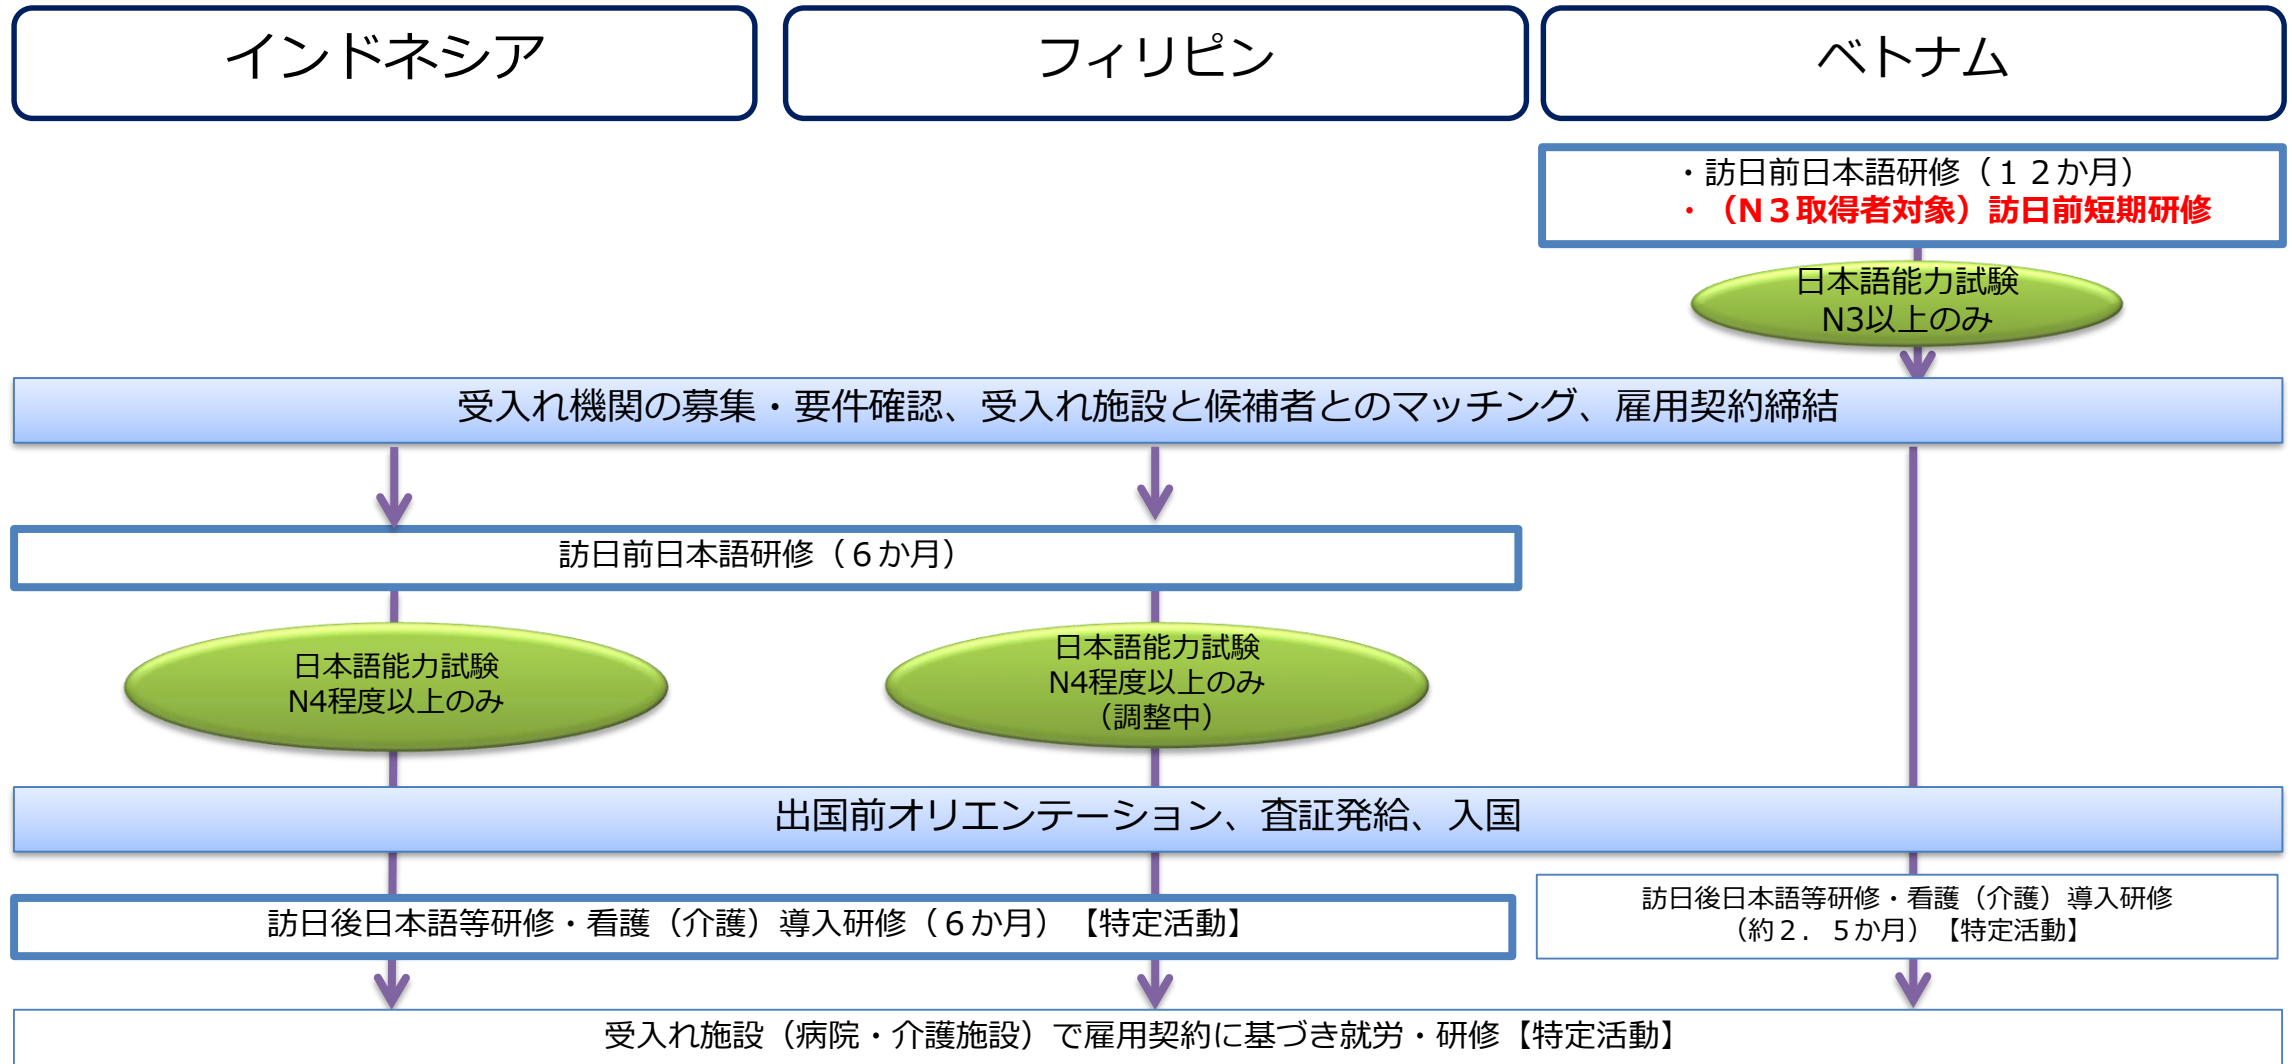 インドネシア
フィリピン
ベトナム
・訪日前日本語研修（１２か月）
・（N３取得者対象）訪日前短期研修
日本語能力試験
N3以上のみ
受入れ機関の募集・要件確認、受入れ施設と候補者とのマッチング、雇用契約締結
訪日前日本語研修（６か月）
日本語能力試験
N4程度以上のみ
日本語能力試験
N4程度以上のみ
（調整中）
出国前オリエンテーション、査証発給、入国
訪日後日本語等研修・看護（介護）導入研修（６か月）【特定活動】
訪日後日本語等研修・看護（介護）導入研修
（約２．５か月）【特定活動】
受入れ施設（病院・介護施設）で雇用契約に基づき就労・研修【特定活動】